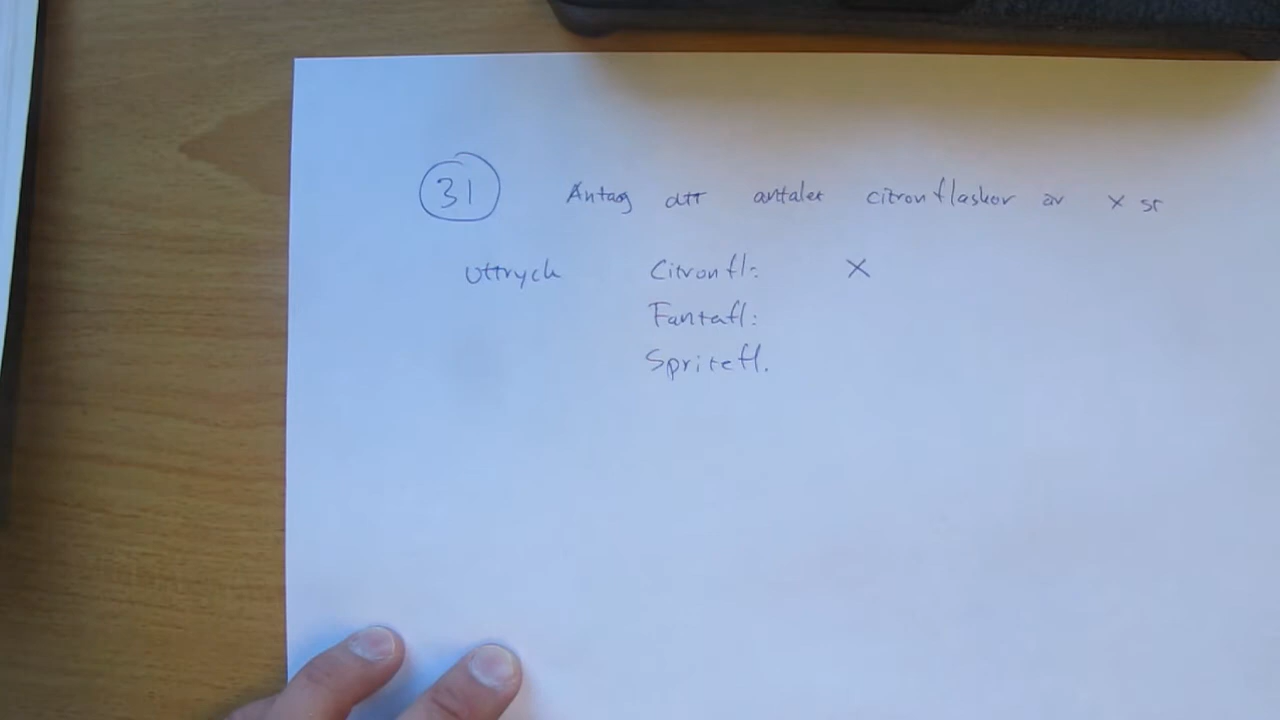 31 Antag att antalet citronflaskor är x st
Uttryck Citronfl: x
Fantafl:
Spritefl.